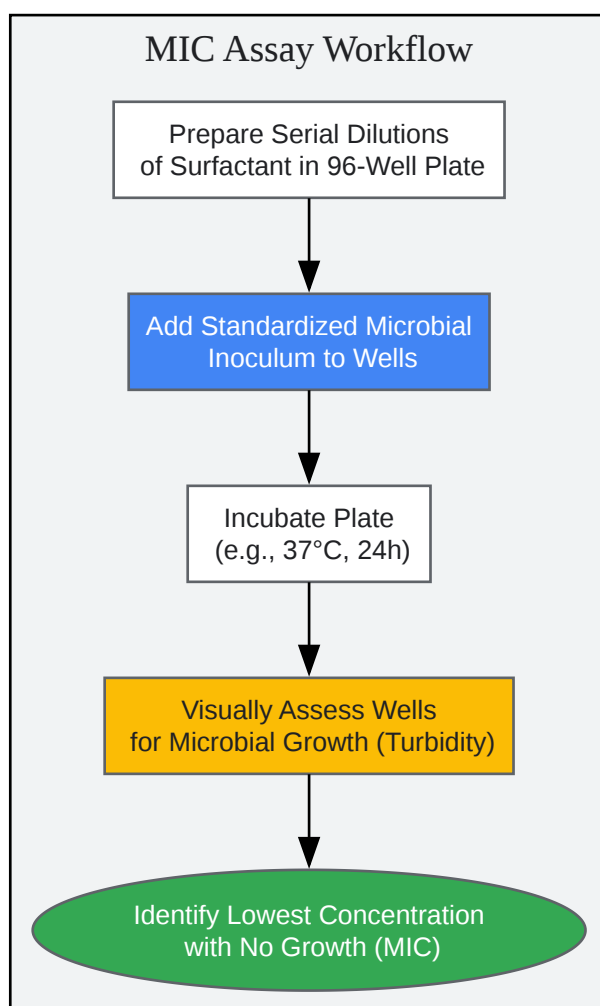 MIC Assay Workflow
Prepare Serial Dilutions
of Surfactant in 96-Well Plate
Add Standardized Microbial
Inoculum to Wells
Incubate Plate
(e.g., 37°C, 24h)
Visually Assess Wells
for Microbial Growth (Turbidity)
Identify Lowest Concentration
with No Growth (MIC)